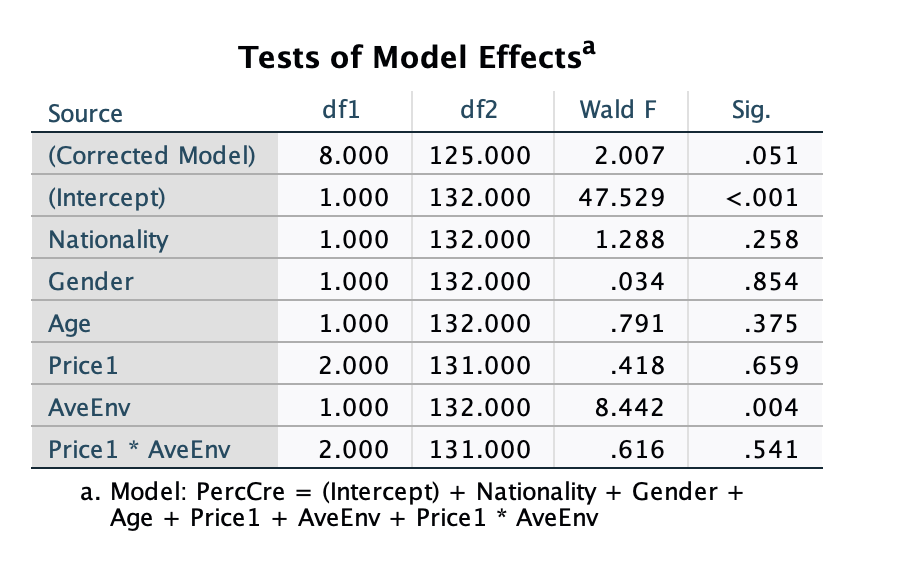 Tests of Model Effectsa
Source df1 df2 Wald F Sig.
(Corrected Model) 8.000 125.000 2.007 .051
(Intercept) 1.000 132.000 47.529 <.001
Nationality 1.000 132.000 1.288 .258
Gender 1.000 132.000 .034 .854
Age 1.000 132.000 .791 .375
Price1 2.000 131.000 .418 .659
AveEnv 1.000 132.000 8.442 .004
Price1 * AveEnv 2.000 131.000 .616 .541
a. Model: PercCre = (Intercept) + Nationality + Gender +
Age + Price1 + AveEnv + Price1 * AveEnv